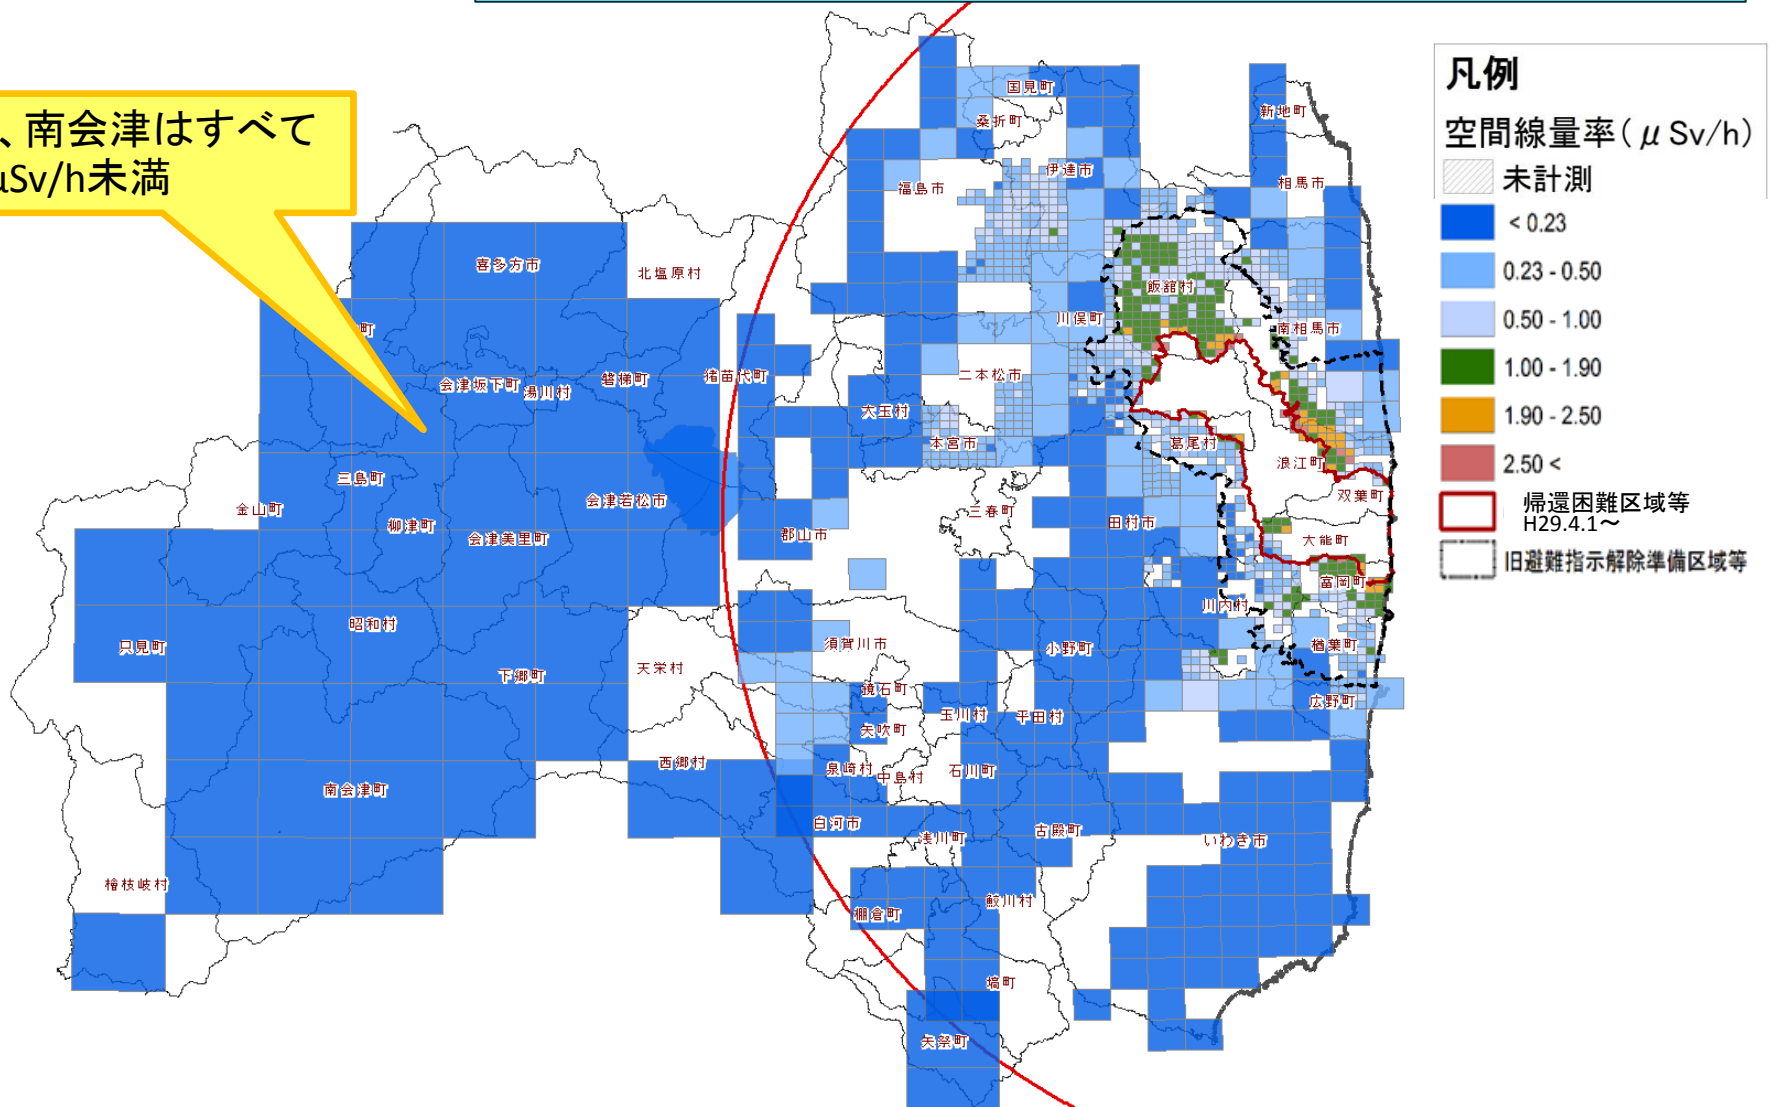 、南会津はすべて
μSv/h未満
凡例
空間線量率(μSv/h)
未計測
< 0.23
0.23 - 0.50
0.50 - 1.00
1.00 - 1.90
1.90 - 2.50
2.50 <
帰還困難区域等
H29.4.1～
旧避難指示解除準備区域等
国見町
桑折町
新地町
伊達市
福島市
相馬市
喜多方市
北塩原村
飯舘村
川俣町
南相馬市
町
会津坂下町
湯川村
磐梯町
猪苗代町
二本松市
大玉村
本宮市
葛尾村
浪江町
双葉町
三島町
金山町
柳津町
会津若松市
会津美里町
郡山市
三春町
田村市
大熊町
富岡町
川内村
昭和村
只見町
下郷町
天栄村
須賀川市
小野町
楢葉町
鏡石町
玉川村
平田村
広野町
矢吹町
西郷村
泉崎村
中島村
石川町
南会津町
白河市
浅川町
古殿町
いわき市
檜枝岐村
棚倉町
鮫川村
塙町
矢祭町